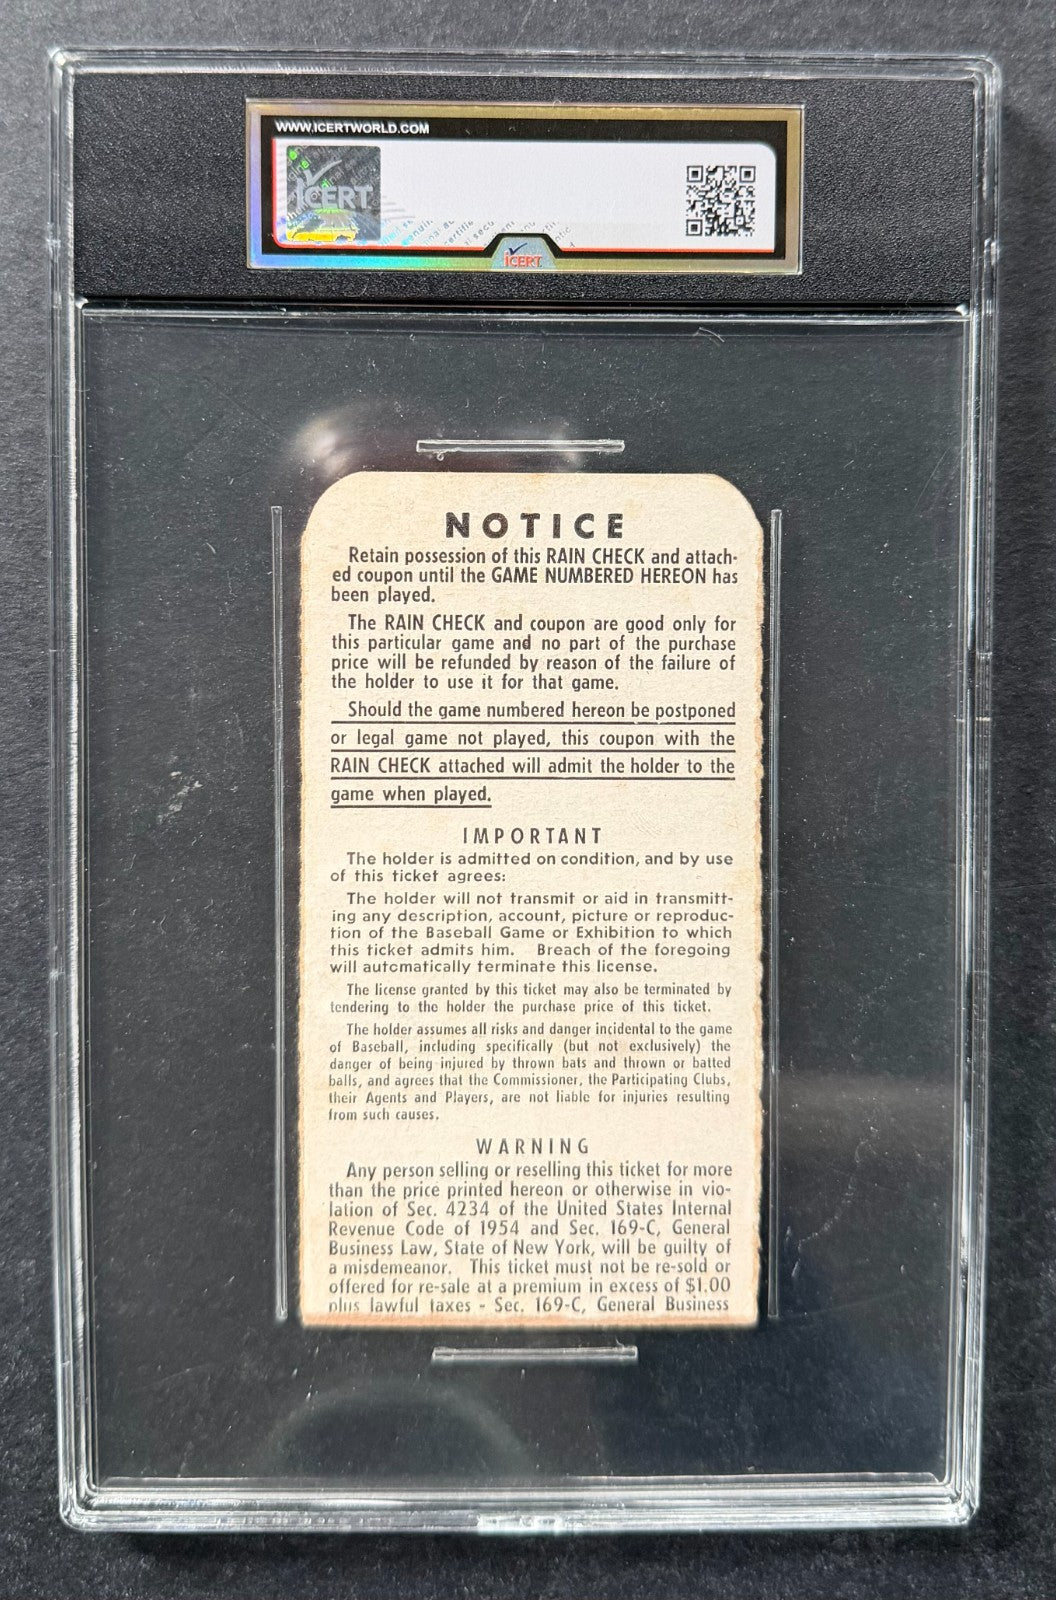 WWW.ICERTWORLD.COM
ICERT
ICERT
NOTICE
Retain possession of this RAIN CHECK and attach-
ed coupon until the GAME NUMBERED HEREON has
been played.
The RAIN CHECK and coupon are good only for
this particular game and no part of the purchase
price will be refunded by reason of the failure of
the holder to use it for that game.
Should the game numbered hereon be postponed
or legal game not played, this coupon with the
RAIN CHECK attached will admit the holder to the
game when played.
IMPORTANT
The holder is admitted on condition, and by use
of this ticket agrees:
The holder will not transmit or aid in transmitt-
ing any description, account, picture or reproduc-
tion of the Baseball Game or Exhibition to which
this ticket admits him. Breach of the foregoing
will automatically terminate this license.
The license granted by this ticket may also be terminated by
tendering to the holder the purchase price of this ticket.
The holder assumes all risks and danger incidental to the game
of Baseball, including specifically (but not exclusively) the
danger of being injured by thrown bats and thrown or batted
balls, and agrees that the Commissioner, the Participating Clubs,
their Agents and Players, are not liable for injuries resulting
from such causes.
WARNING
Any person selling or reselling this ticket for more
than the price printed hereon or otherwise in vio-
lation of Sec. 4234 of the United States Internal
Revenue Code of 1954 and Sec. 169-C, General
Business Law, State of New York, will be guilty of
a misdemeanor. This ticket must not be re-sold or
offered for re-sale at a premium in excess of $1.00
plus lawful taxes - Sec. 169-C, General Business